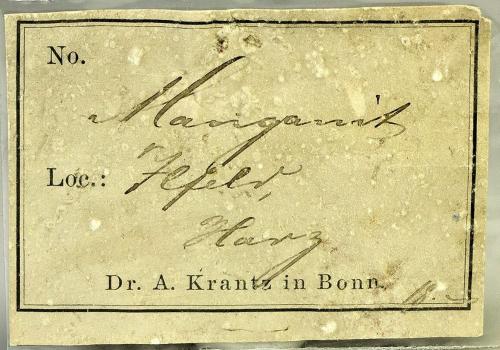 No.
Manganit
Loc.: Ilfeld,
Harz
Dr. A. Krantz in Bonn.